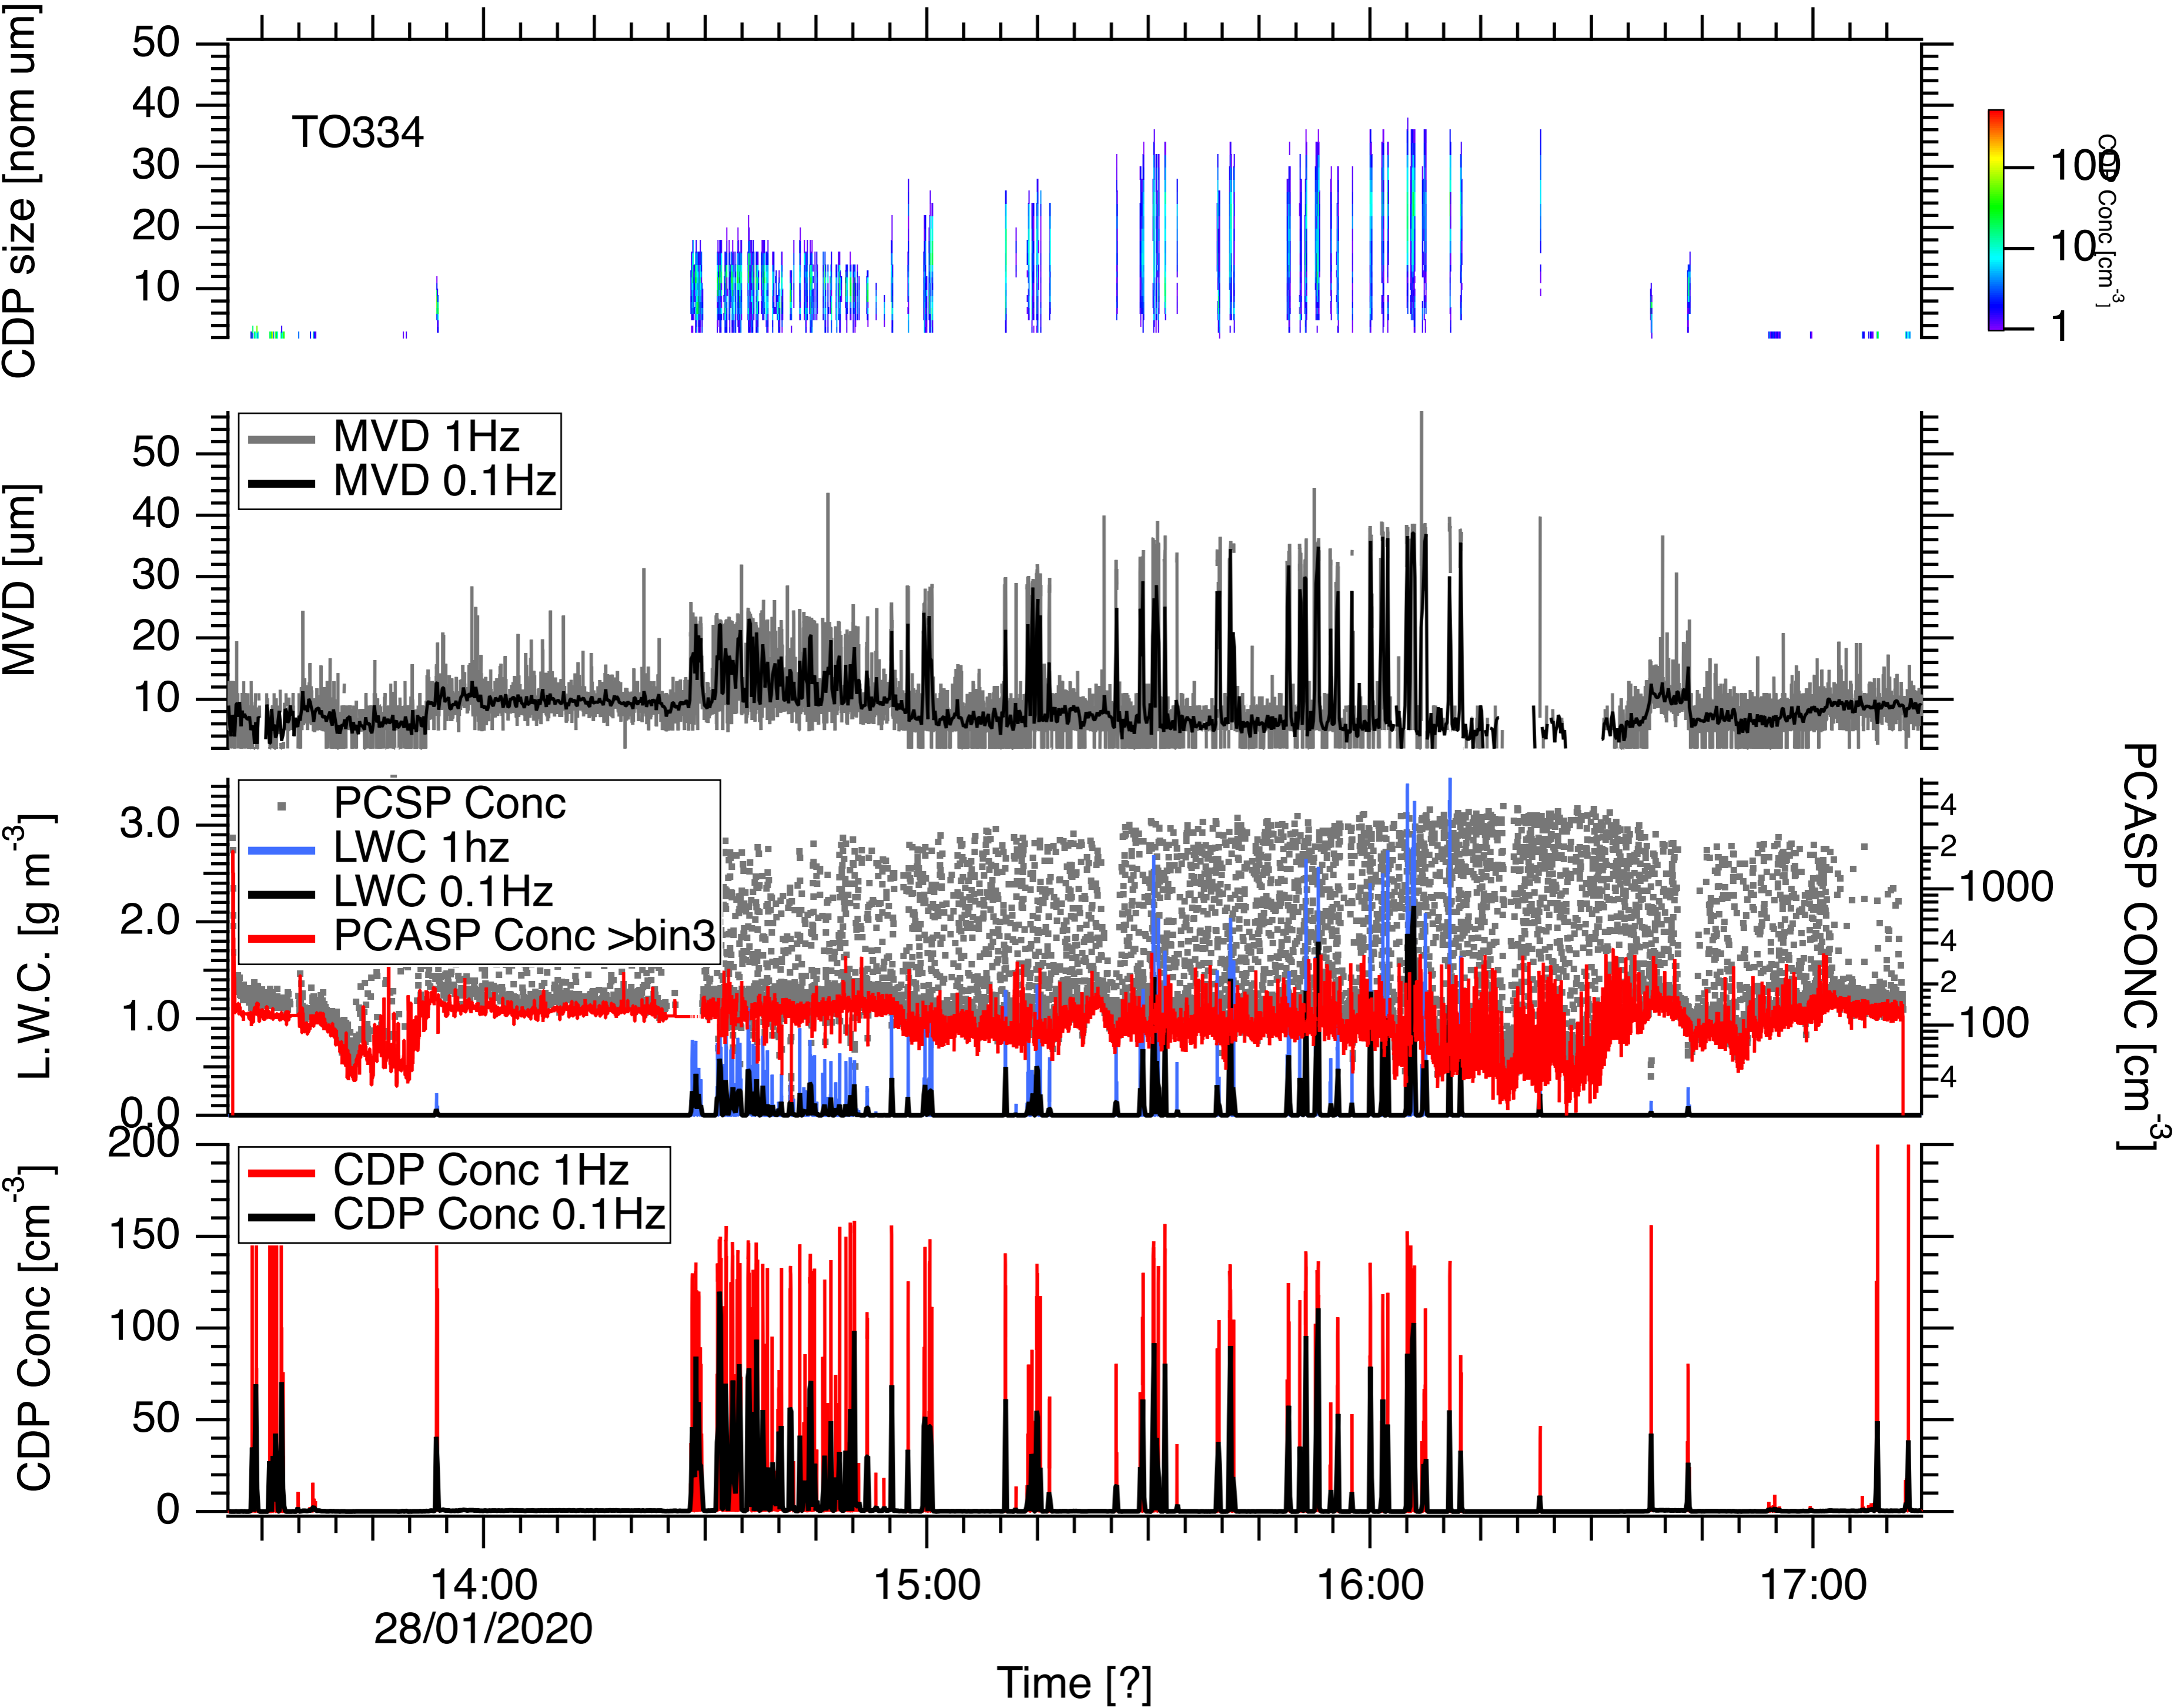 CDP size [nom um]
50
40
30
20
10
TO334
100
10
1
CDP Conc [cm-3]
MVD [um]
50
40
30
20
10
MVD 1Hz
MVD 0.1Hz
L.W.C. [g m-3]
3.0
2.0
1.0
0.0
PCSP Conc
LWC 1hz
LWC 0.1Hz
PCASP Conc >bin3
4
2
1000
4
2
100
4
PCASP CONC [cm-3]
CDP Conc [cm-3]
200
150
100
50
0
CDP Conc 1Hz
CDP Conc 0.1Hz
14:00 15:00 16:00 17:00
28/01/2020
Time [?]